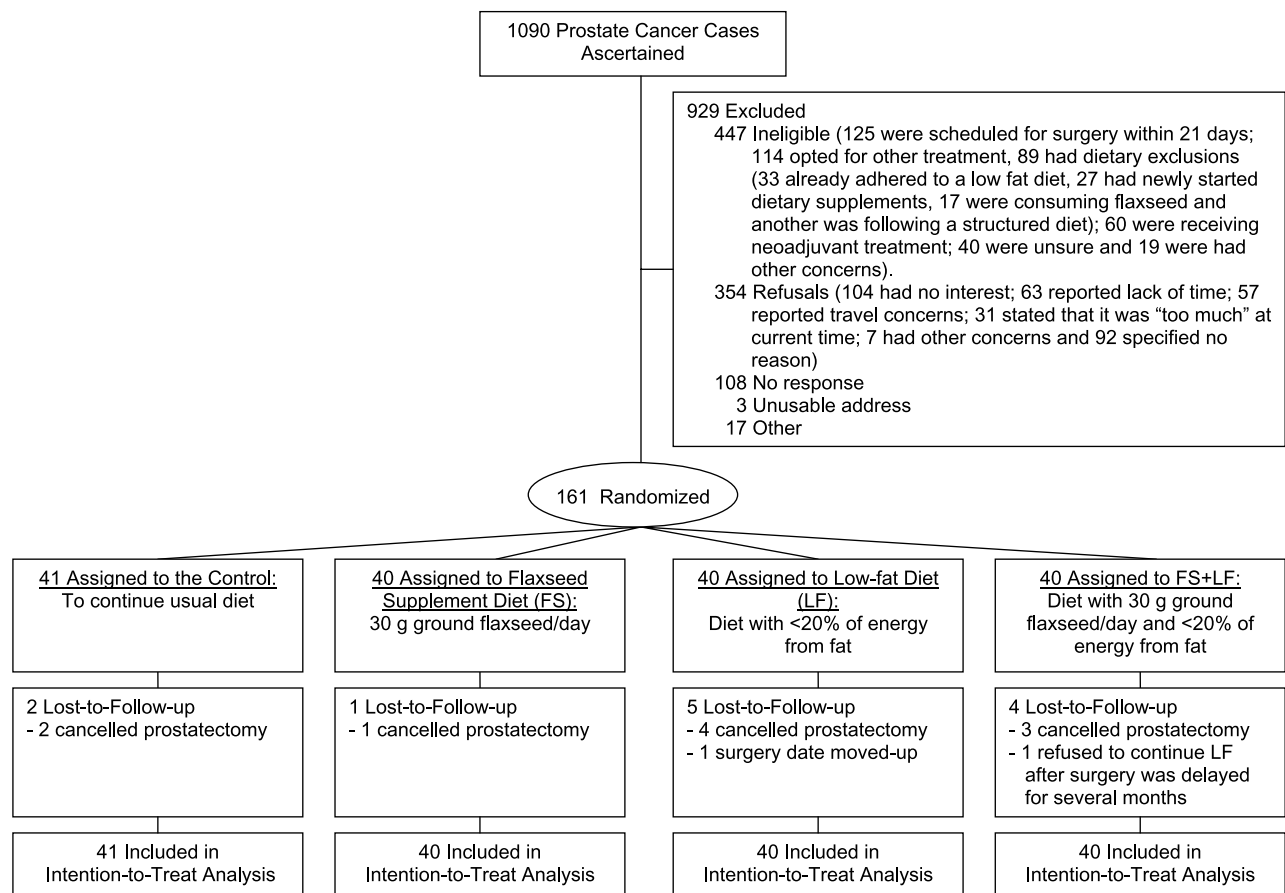 1090 Prostate Cancer Cases
Ascertained
929 Excluded
447 Ineligible (125 were scheduled for surgery within 21 days;
114 opted for other treatment, 89 had dietary exclusions
(33 already adhered to a low fat diet, 27 had newly started
dietary supplements, 17 were consuming flaxseed and
another was following a structured diet); 60 were receiving
neoadjuvant treatment; 40 were unsure and 19 were had
other concerns).
354 Refusals (104 had no interest; 63 reported lack of time; 57
reported travel concerns; 31 stated that it was “too much” at
current time; 7 had other concerns and 92 specified no
reason)
108 No response
3 Unusable address
17 Other
161 Randomized
41 Assigned to the Control:
To continue usual diet
40 Assigned to Flaxseed
Supplement Diet (FS):
30 g ground flaxseed/day
40 Assigned to Low-fat Diet
(LF):
Diet with <20% of energy
from fat
40 Assigned to FS+LF:
Diet with 30 g ground
flaxseed/day and <20% of
energy from fat
2 Lost-to-Follow-up
- 2 cancelled prostatectomy
1 Lost-to-Follow-up
- 1 cancelled prostatectomy
5 Lost-to-Follow-up
- 4 cancelled prostatectomy
- 1 surgery date moved-up
4 Lost-to-Follow-up
- 3 cancelled prostatectomy
- 1 refused to continue LF
after surgery was delayed
for several months
41 Included in
Intention-to-Treat Analysis
40 Included in
Intention-to-Treat Analysis
40 Included in
Intention-to-Treat Analysis
40 Included in
Intention-to-Treat Analysis